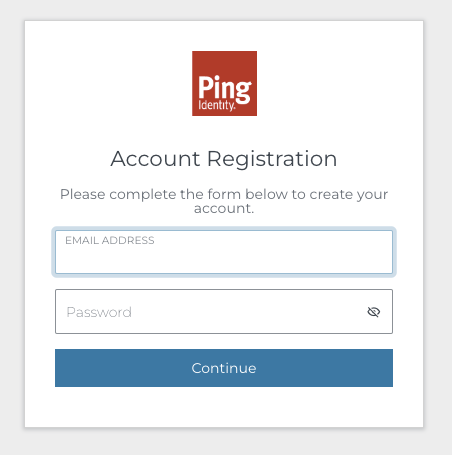 Ping
Identity.
Account Registration
Please complete the form below to create your
account.
EMAIL ADDRESS
Password
Continue